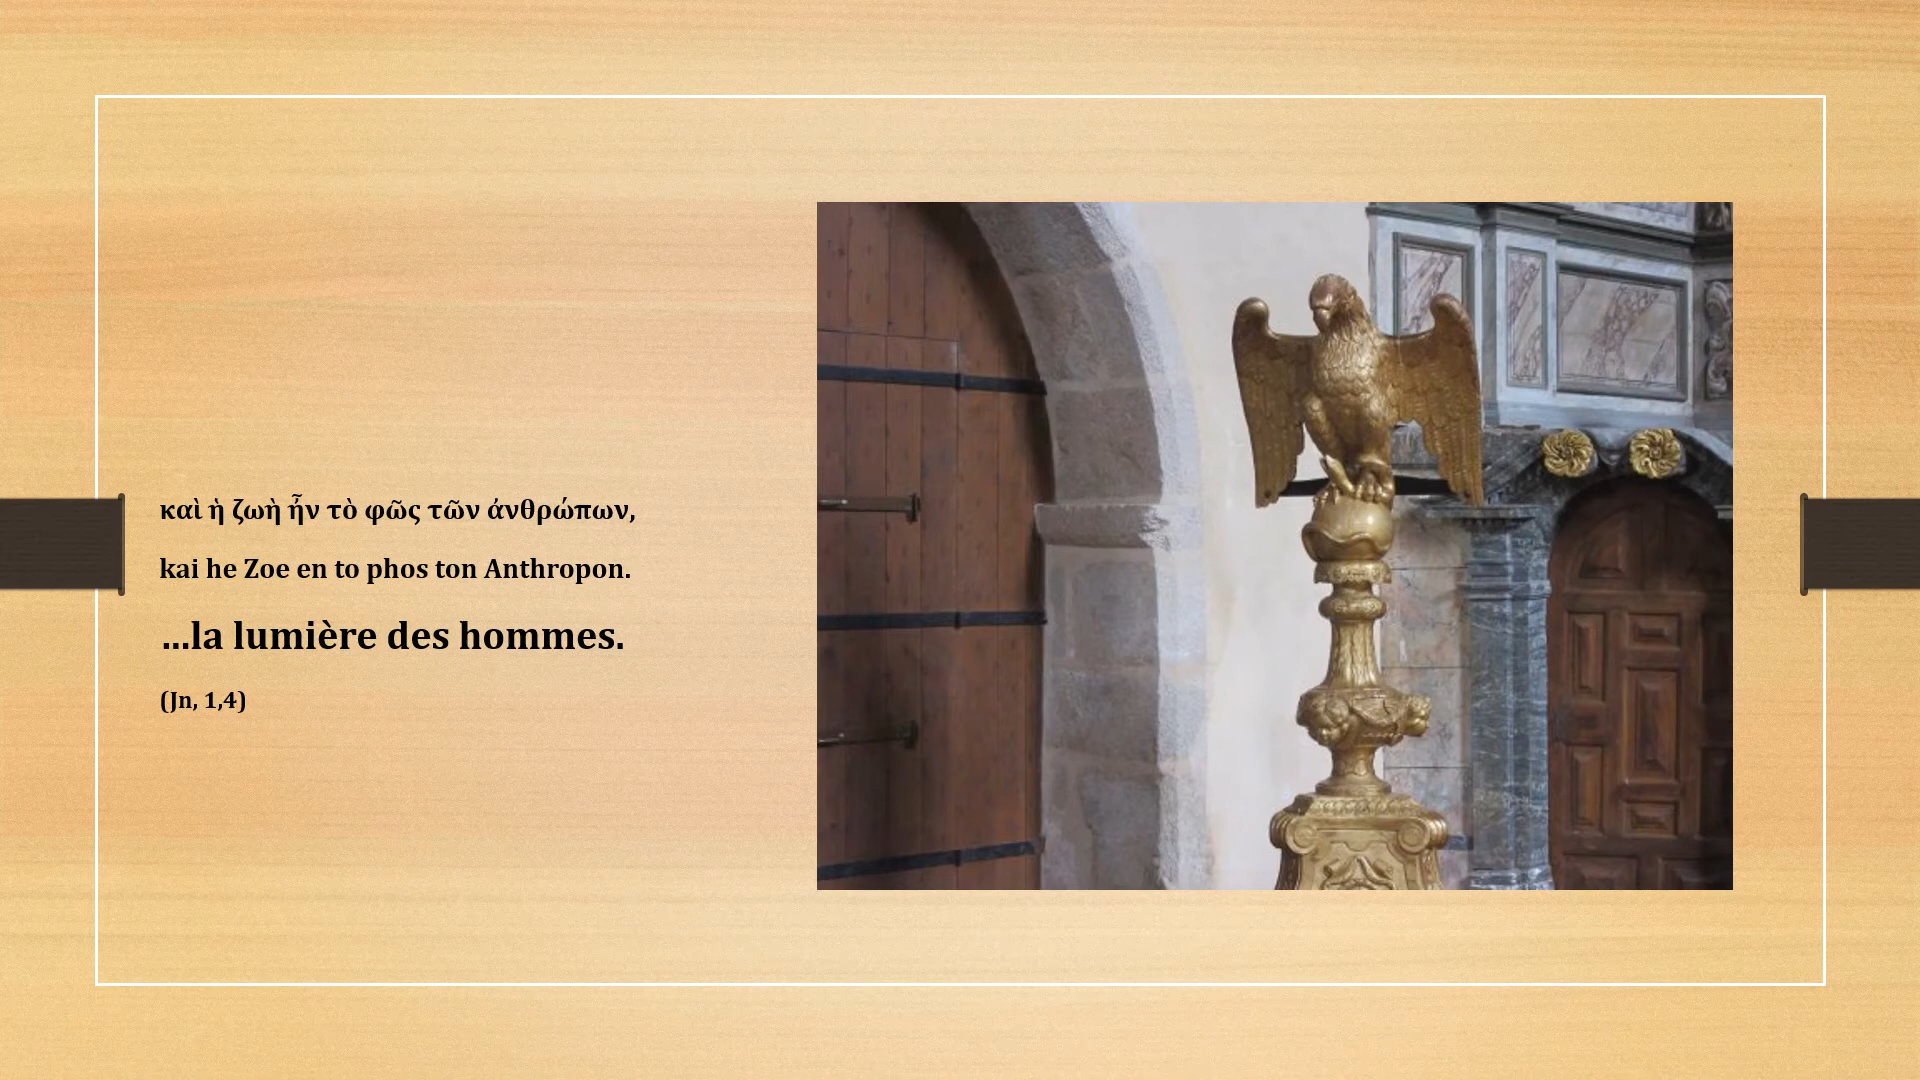 καὶ ἡ ζωὴ ἦν τὸ φῶς τῶν ἀνθρώπων,
kai he Zoe en to phos ton Anthropon.
...la lumière des hommes.
(Jn, 1,4)